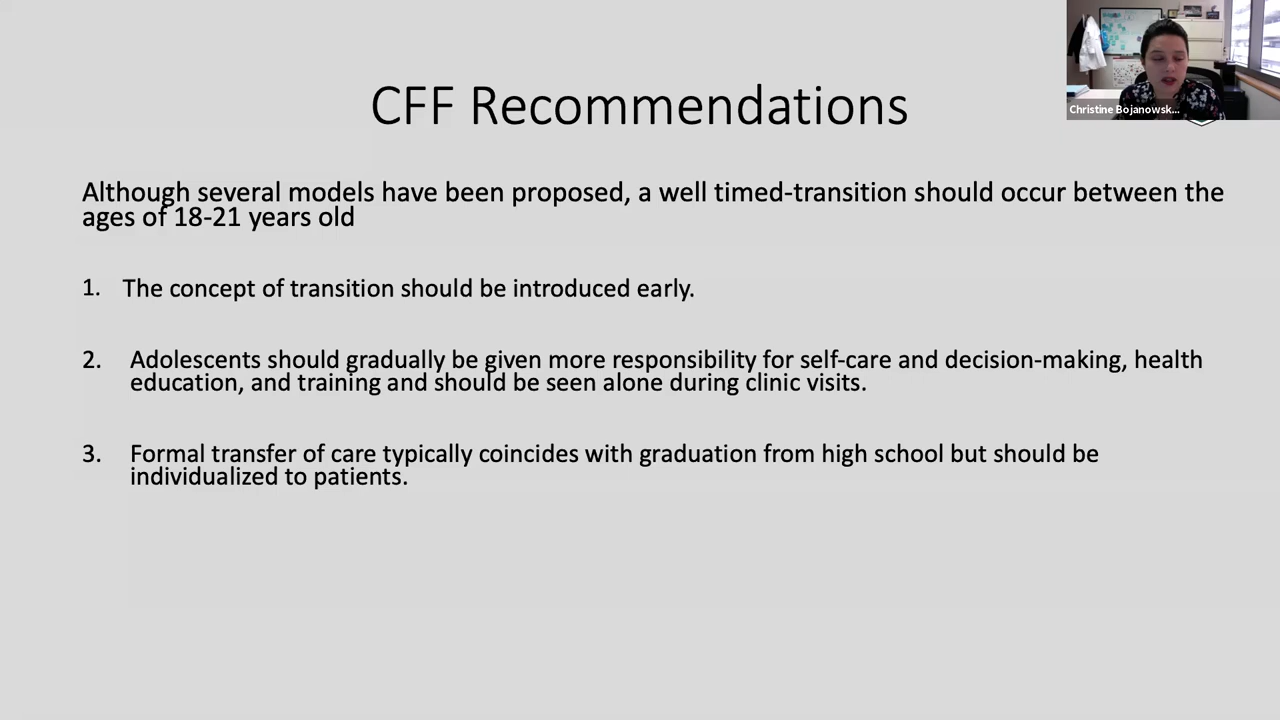 CFF Recommendations
Christine Bojanowsk...
Although several models have been proposed, a well timed-transition should occur between the
ages of 18-21 years old
1. The concept of transition should be introduced early.
2. Adolescents should gradually be given more responsibility for self-care and decision-making, health
education, and training and should be seen alone during clinic visits.
3. Formal transfer of care typically coincides with graduation from high school but should be
individualized to patients.